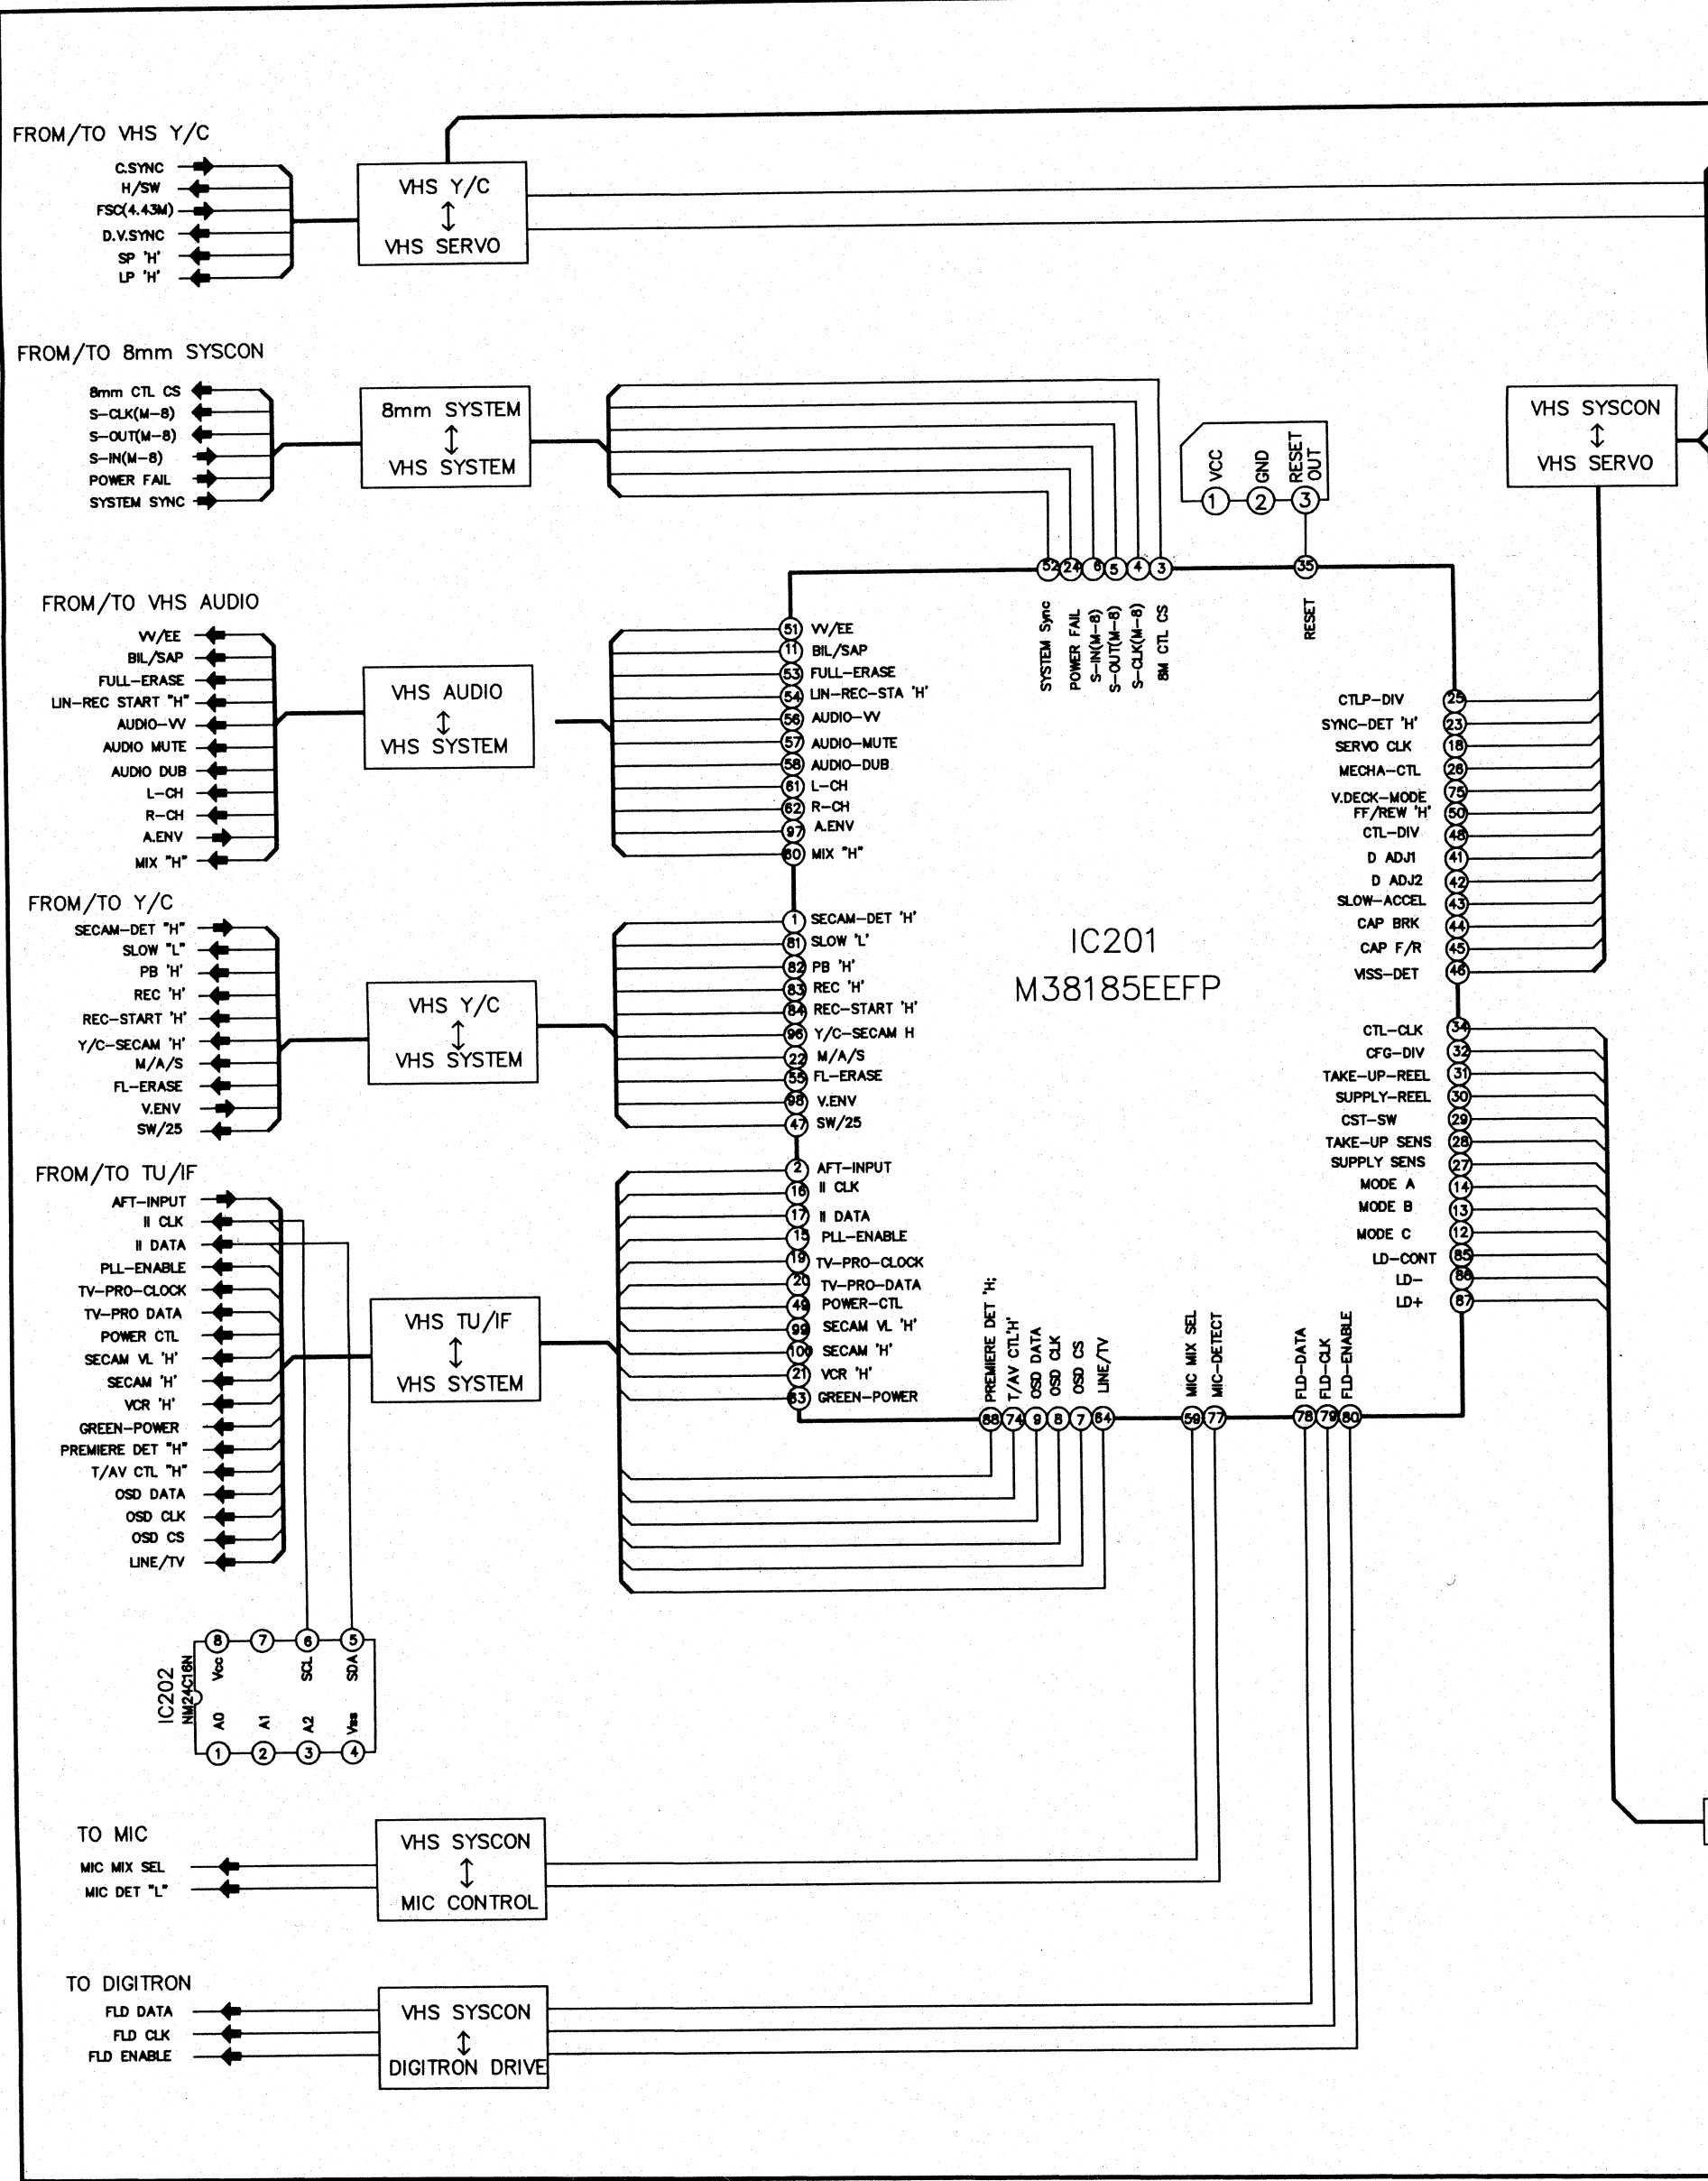 FROM/TO VHS Y/C
C.SYNC
H/SW
FSC(4.43M)
D.V.SYNC
SP 'H'
LP 'H'
VHS Y/C
↕
VHS SERVO
FROM/TO 8mm SYSCON
8mm CTL CS
S-CLK(M-8)
S-OUT(M-8)
S-IN(M-8)
POWER FAIL
SYSTEM SYNC
8mm SYSTEM
↕
VHS SYSTEM
VCC
GND
RESET OUT
1 2 3
VHS SYSCON
↕
VHS SERVO
FROM/TO VHS AUDIO
VV/EE
BIL/SAP
FULL-ERASE
LIN-REC START "H"
AUDIO-VV
AUDIO MUTE
AUDIO DUB
L-CH
R-CH
A.ENV
MIX "H"
VHS AUDIO
↕
VHS SYSTEM
52 SYSTEM Sync
24 POWER FAIL
6 S-IN(M-8)
5 S-OUT(M-8)
4 S-CLK(M-8)
3 8M CTL CS
35 RESET
51 VV/EE
11 BIL/SAP
53 FULL-ERASE
54 LIN-REC-STA 'H'
56 AUDIO-VV
57 AUDIO-MUTE
58 AUDIO-DUB
61 L-CH
62 R-CH
97 A.ENV
60 MIX "H"
CTLP-DIV 25
SYNC-DET 'H' 23
SERVO CLK 18
MECHA-CTL 26
V.DECK-MODE 75
FF/REW 'H' 50
CTL-DIV 48
D ADJ1 41
D ADJ2 42
SLOW-ACCEL 43
CAP BRK 44
CAP F/R 45
VISS-DET 46
IC201
M38185EEFP
FROM/TO Y/C
SECAM-DET "H"
SLOW "L"
PB 'H'
REC 'H'
REC-START 'H'
Y/C-SECAM 'H'
M/A/S
FL-ERASE
V.ENV
SW/25
VHS Y/C
↕
VHS SYSTEM
1 SECAM-DET 'H'
81 SLOW 'L'
82 PB 'H'
83 REC 'H'
84 REC-START 'H'
96 Y/C-SECAM H
22 M/A/S
55 FL-ERASE
98 V.ENV
47 SW/25
CTL-CLK 34
CFG-DIV 32
TAKE-UP-REEL 31
SUPPLY-REEL 30
CST-SW 29
TAKE-UP SENS 28
SUPPLY SENS 27
MODE A 14
MODE B 13
MODE C 12
LD-CONT 85
LD- 86
LD+ 87
FROM/TO TU/IF
AFT-INPUT
II CLK
II DATA
PLL-ENABLE
TV-PRO-CLOCK
TV-PRO DATA
POWER CTL
SECAM VL 'H'
SECAM 'H'
VCR 'H'
GREEN-POWER
PREMIERE DET "H"
T/AV CTL "H"
OSD DATA
OSD CLK
OSD CS
LINE/TV
VHS TU/IF
↕
VHS SYSTEM
2 AFT-INPUT
16 II CLK
17 II DATA
15 PLL-ENABLE
19 TV-PRO-CLOCK
20 TV-PRO-DATA
49 POWER-CTL
99 SECAM VL 'H'
100 SECAM 'H'
21 VCR 'H'
63 GREEN-POWER
88 PREMIERE DET 'H;
74 T/AV CTL'H'
9 OSD DATA
8 OSD CLK
7 OSD CS
64 LINE/TV
59 MIC MIX SEL
77 MIC-DETECT
78 FLD-DATA
79 FLD-CLK
80 FLD-ENABLE
IC202
NM24C16N
8 7 6 5
Vcc SCL SDA
A0 A1 A2 Vss
1 2 3 4
TO MIC
MIC MIX SEL
MIC DET "L"
VHS SYSCON
↕
MIC CONTROL
TO DIGITRON
FLD DATA
FLD CLK
FLD ENABLE
VHS SYSCON
↕
DIGITRON DRIVE